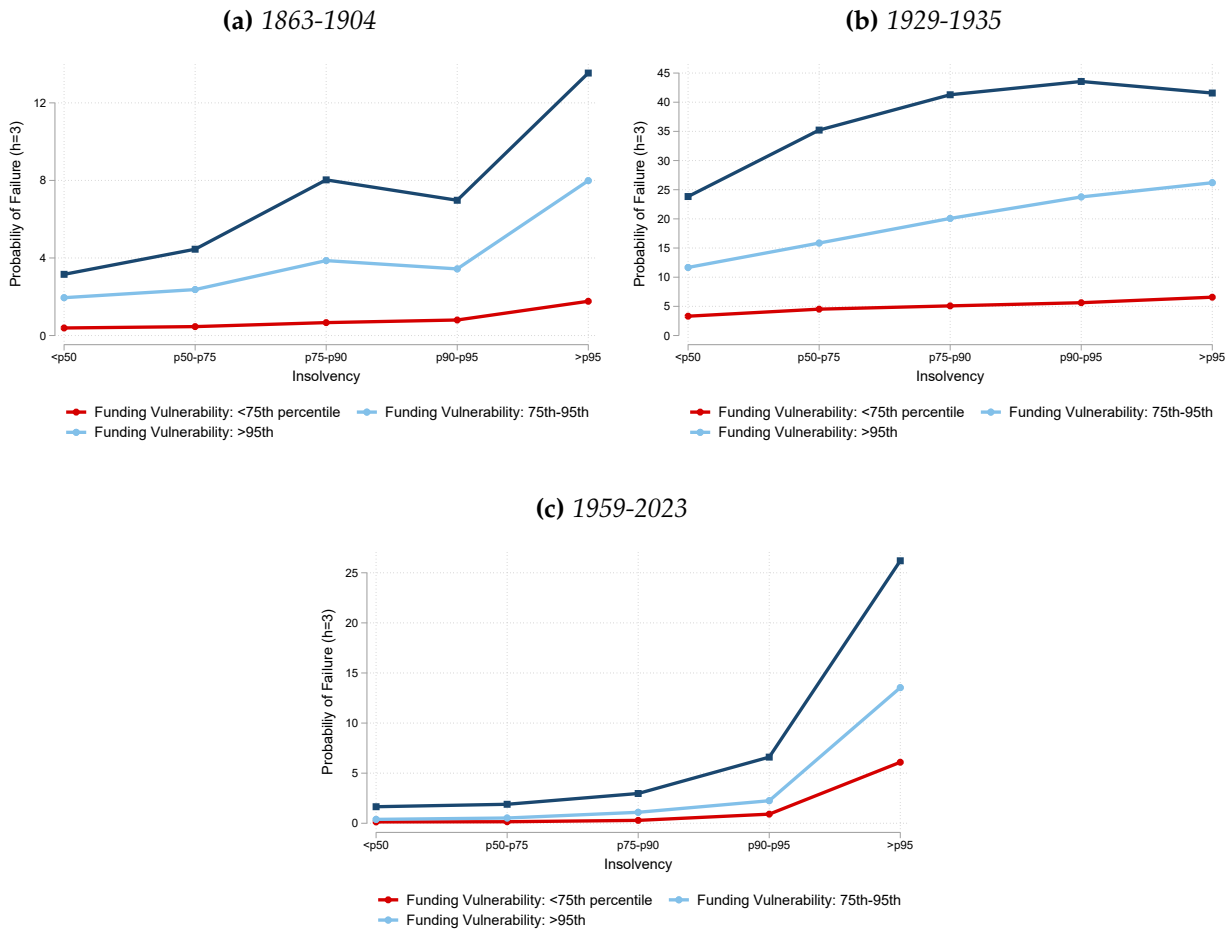 (a) 1863-1904
Probabiliy of Failure (h=3)
12
8
4
0
<p50 p50-p75 p75-p90 p90-p95 >p95
Insolvency
Funding Vulnerability: <75th percentile Funding Vulnerability: 75th-95th
Funding Vulnerability: >95th
(b) 1929-1935
Probabiliy of Failure (h=3)
45
40
35
30
25
20
15
10
5
0
<p50 p50-p75 p75-p90 p90-p95 >p95
Insolvency
Funding Vulnerability: <75th percentile Funding Vulnerability: 75th-95th
Funding Vulnerability: >95th
(c) 1959-2023
Probabiliy of Failure (h=3)
25
20
15
10
5
0
<p50 p50-p75 p75-p90 p90-p95 >p95
Insolvency
Funding Vulnerability: <75th percentile Funding Vulnerability: 75th-95th
Funding Vulnerability: >95th